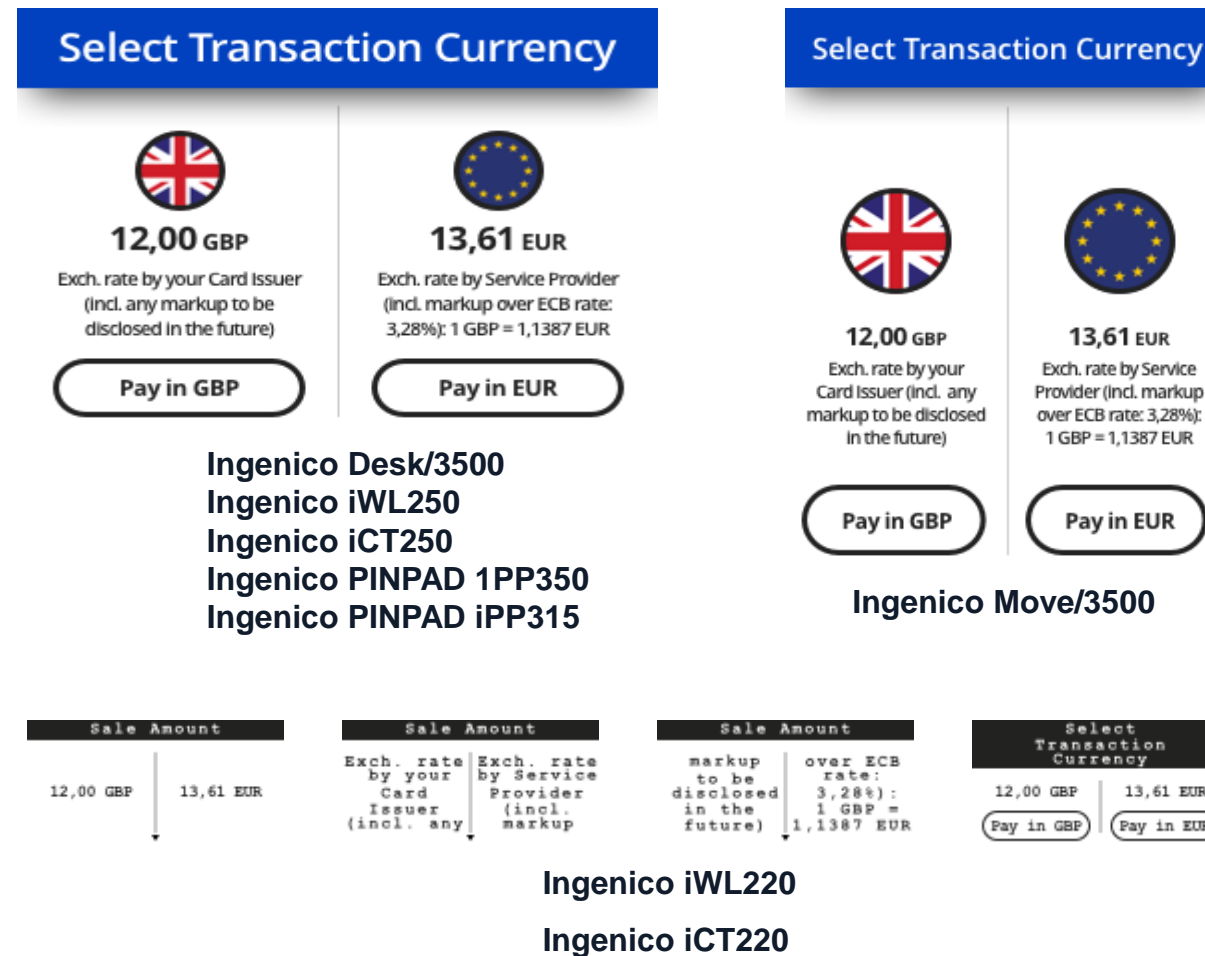 Select Transaction Currency
12,00 GBP
Exch. rate by your Card Issuer
(incl. any markup to be
disclosed in the future)
Pay in GBP
13,61 EUR
Exch. rate by Service Provider
(incl. markup over ECB rate:
3,28%): 1 GBP = 1,1387 EUR
Pay in EUR
Ingenico Desk/3500
Ingenico iWL250
Ingenico iCT250
Ingenico PINPAD 1PP350
Ingenico PINPAD iPP315
Select Transaction Currency
12,00 GBP
Exch. rate by your
Card Issuer (incl. any
markup to be disclosed
in the future)
Pay in GBP
13,61 EUR
Exch. rate by Service
Provider (incl. markup
over ECB rate: 3,28%):
1 GBP = 1,1387 EUR
Pay in EUR
Ingenico Move/3500
Sale Amount
12,00 GBP
13,61 EUR
Sale Amount
Exch. rate
by your
Card
Issuer
(incl. any
Exch. rate
by Service
Provider
(incl.
markup
Sale Amount
markup
to be
disclosed
in the
future)
over ECB
rate:
3,28%):
1 GBP =
1,1387 EUR
Select
Transaction
Currency
12,00 GBP
Pay in GBP
13,61 EUR
Pay in EUR
Ingenico iWL220
Ingenico iCT220